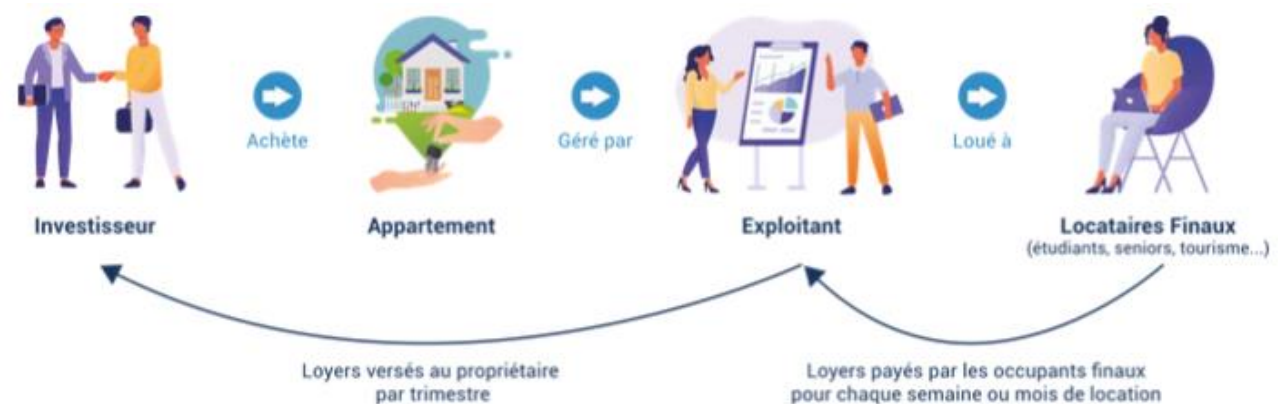 Achète
Géré par
Loué à
Investisseur
Appartement
Exploitant
Locataires Finaux
(étudiants, seniors, tourisme...)
Loyers versés au propriétaire
par trimestre
Loyers payés par les occupants finaux
pour chaque semaine ou mois de location